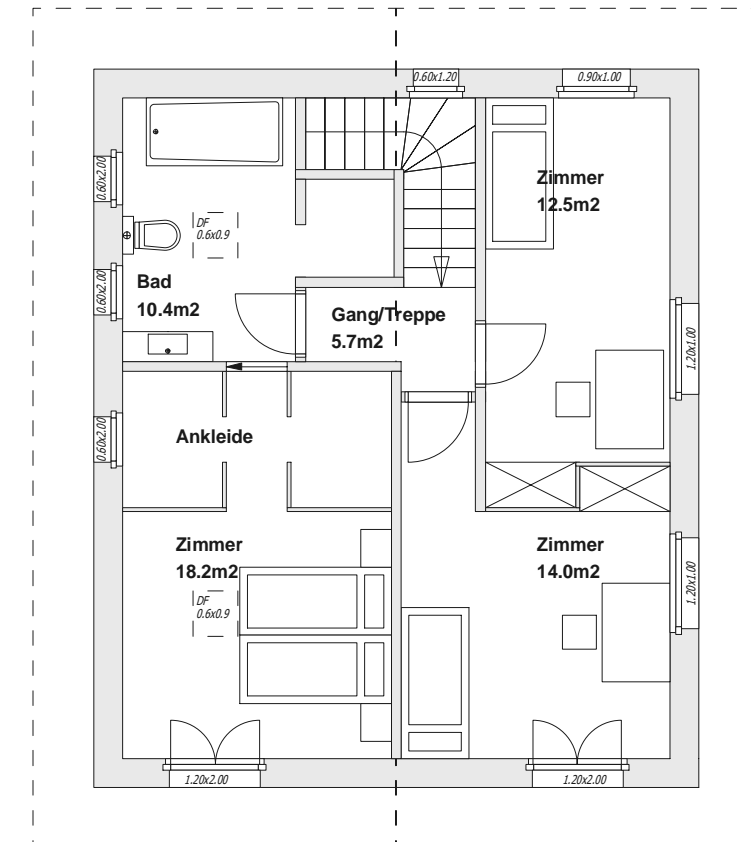 0.60x1.20
0.90x1.00
0.60x2.00
Zimmer
12.5m2
DF
0.6x0.9
0.60x2.00
Bad
10.4m2
Gang/Treppe
5.7m2
1.20x1.00
0.60x2.00
Ankleide
Zimmer
18.2m2
Zimmer
14.0m2
1.20x1.00
DF
0.6x0.9
1.20x2.00
1.20x2.00